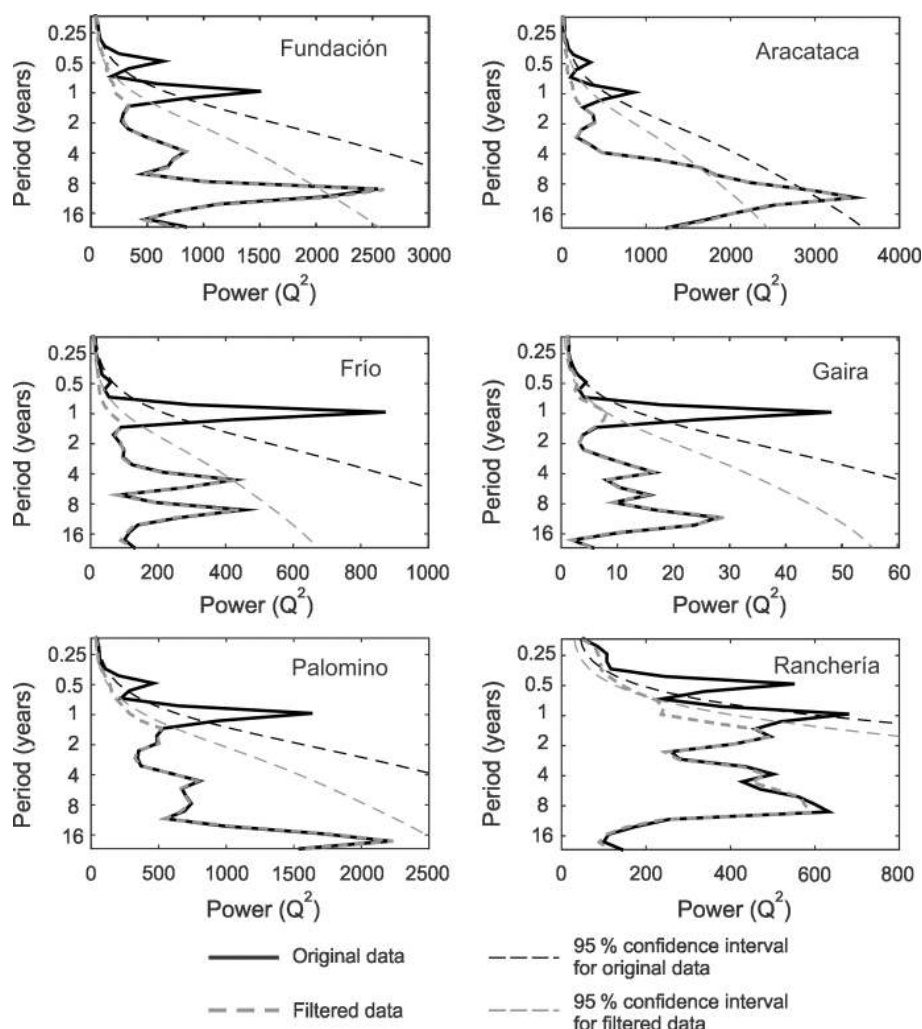 Fundación
Period (years)
0.25
0.5
1
2
4
8
16
0 500 1000 1500 2000 2500 3000
Power (Q²)
Aracataca
Period (years)
0.25
0.5
1
2
4
8
16
0 1000 2000 3000 4000
Power (Q²)
Frío
Period (years)
0.25
0.5
1
2
4
8
16
0 200 400 600 800 1000
Power (Q²)
Gaira
Period (years)
0.25
0.5
1
2
4
8
16
0 10 20 30 40 50 60
Power (Q²)
Palomino
Period (years)
0.25
0.5
1
2
4
8
16
0 500 1000 1500 2000 2500
Power (Q²)
Ranchería
Period (years)
0.25
0.5
1
2
4
8
16
0 200 400 600 800
Power (Q²)
Original data
Filtered data
95 % confidence interval
for original data
95 % confidence interval
for filtered data